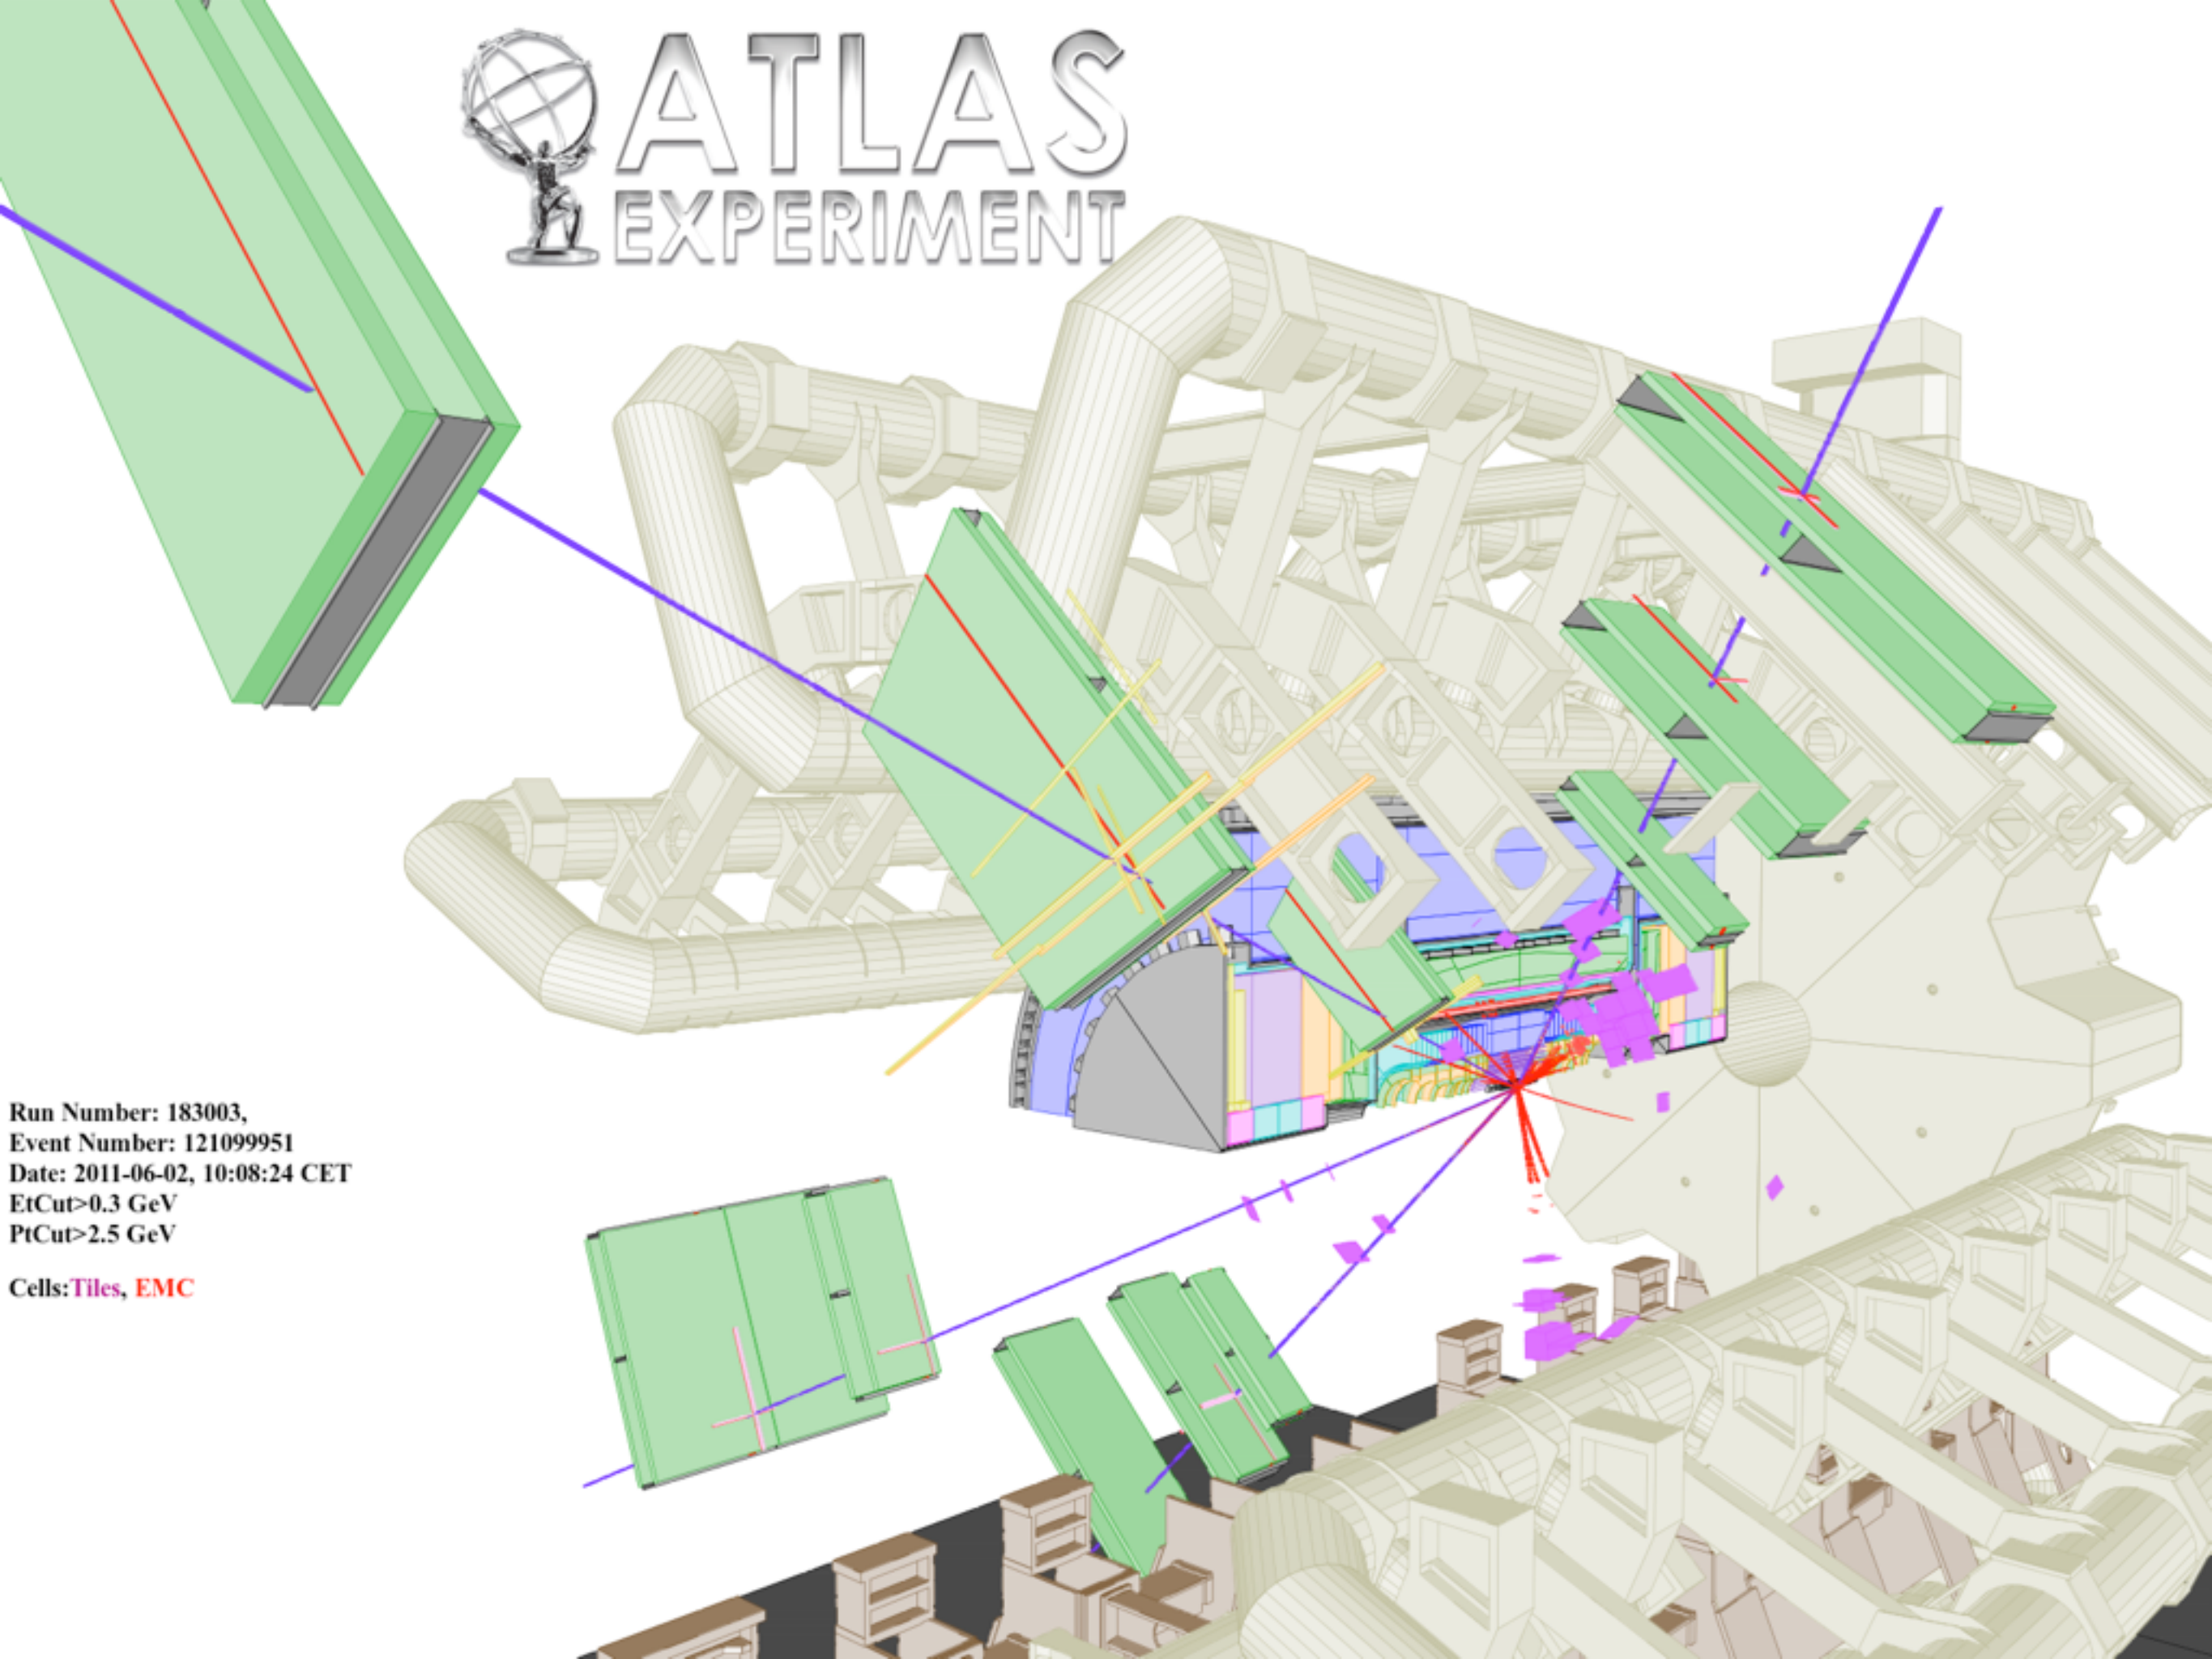 ATLAS
EXPERIMENT
Run Number: 183003,
Event Number: 121099951
Date: 2011-06-02, 10:08:24 CET
EtCut>0.3 GeV
PtCut>2.5 GeV
Cells:Tiles, EMC